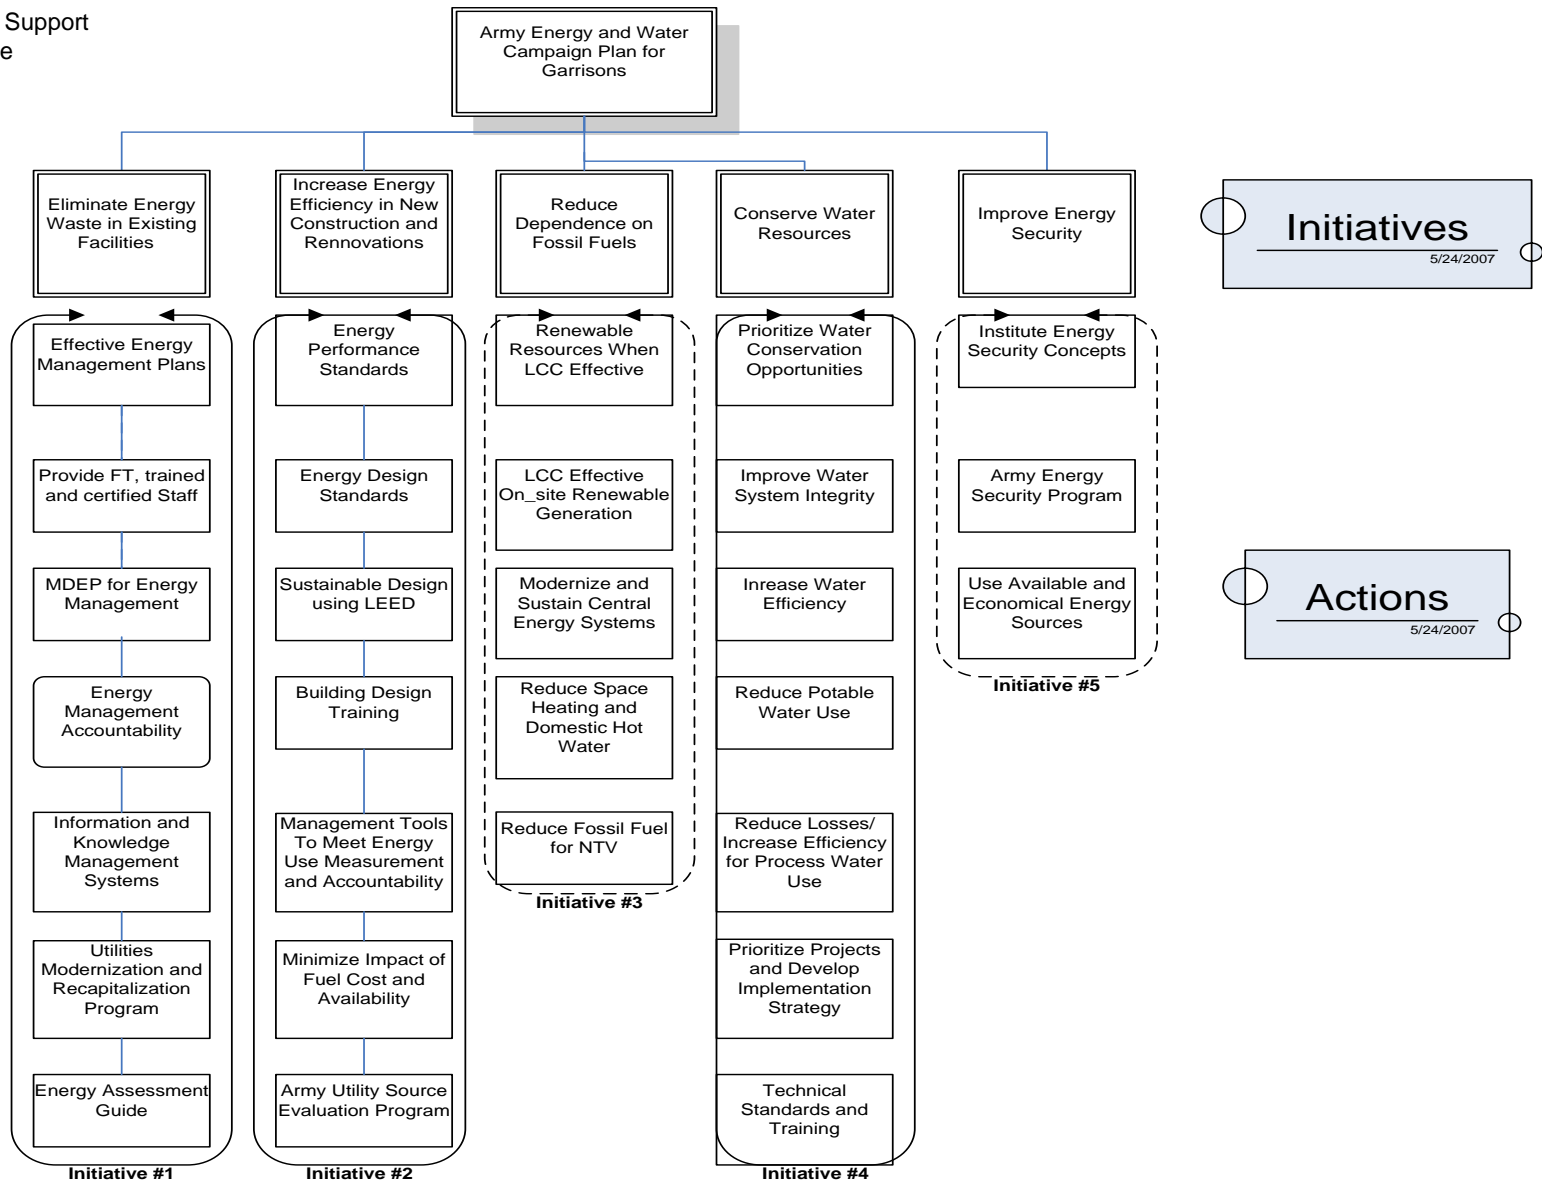 Support
e
Army Energy and Water
Campaign Plan for
Garrisons
Eliminate Energy
Waste in Existing
Facilities
Increase Energy
Efficiency in New
Construction and
Rennovations
Reduce
Dependence on
Fossil Fuels
Conserve Water
Resources
Improve Energy
Security
Initiatives
5/24/2007
Effective Energy
Management Plans
Provide FT, trained
and certified Staff
MDEP for Energy
Management
Energy
Management
Accountability
Information and
Knowledge
Management
Systems
Utilities
Modernization and
Recapitalization
Program
Energy Assessment
Guide
Initiative #1
Energy
Performance
Standards
Energy Design
Standards
Sustainable Design
using LEED
Building Design
Training
Management Tools
To Meet Energy
Use Measurement
and Accountability
Minimize Impact of
Fuel Cost and
Availability
Army Utility Source
Evaluation Program
Initiative #2
Renewable
Resources When
LCC Effective
LCC Effective
On_site Renewable
Generation
Modernize and
Sustain Central
Energy Systems
Reduce Space
Heating and
Domestic Hot
Water
Reduce Fossil Fuel
for NTV
Initiative #3
Prioritize Water
Conservation
Opportunities
Improve Water
System Integrity
Inrease Water
Efficiency
Reduce Potable
Water Use
Reduce Losses/
Increase Efficiency
for Process Water
Use
Prioritize Projects
and Develop
Implementation
Strategy
Technical
Standards and
Training
Initiative #4
Institute Energy
Security Concepts
Army Energy
Security Program
Use Available and
Economical Energy
Sources
Initiative #5
Actions
5/24/2007